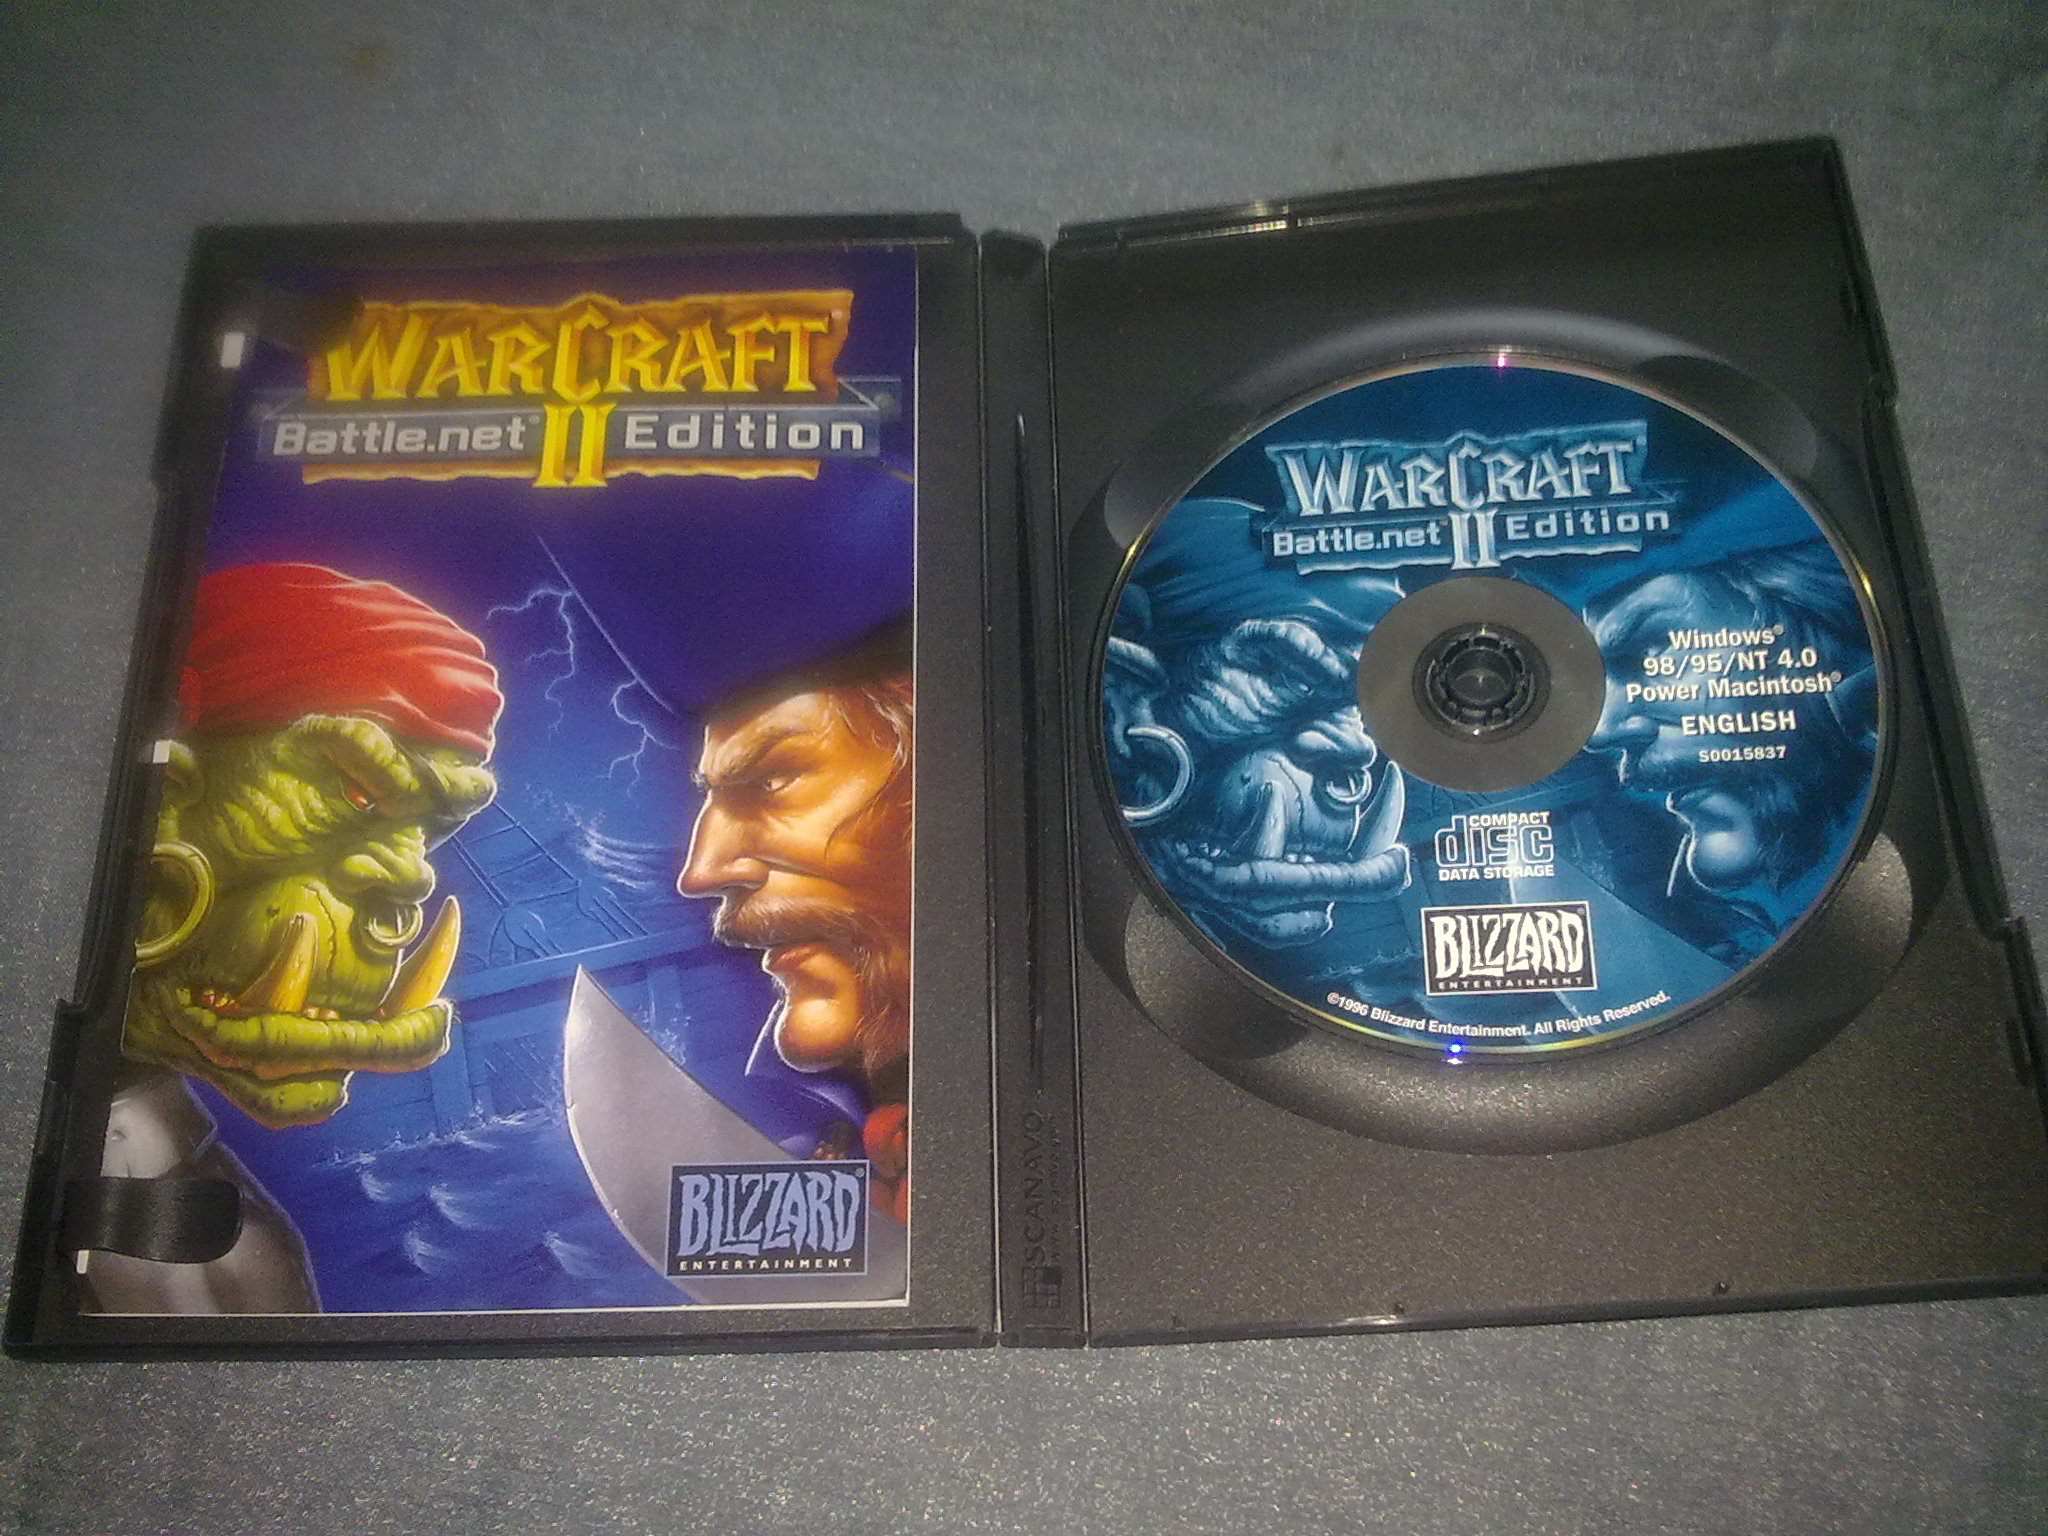 WARCRAFT
Battle.net® II Edition
BLIZZARD®
ENTERTAINMENT
SCANAVO
WARCRAFT
Battle.net™ II Edition
Windows®
98/95/NT 4.0
Power Macintosh®
ENGLISH
S0015837
COMPACT
disc
DATA STORAGE
BLIZZARD®
ENTERTAINMENT
©1996 Blizzard Entertainment. All Rights Reserved.